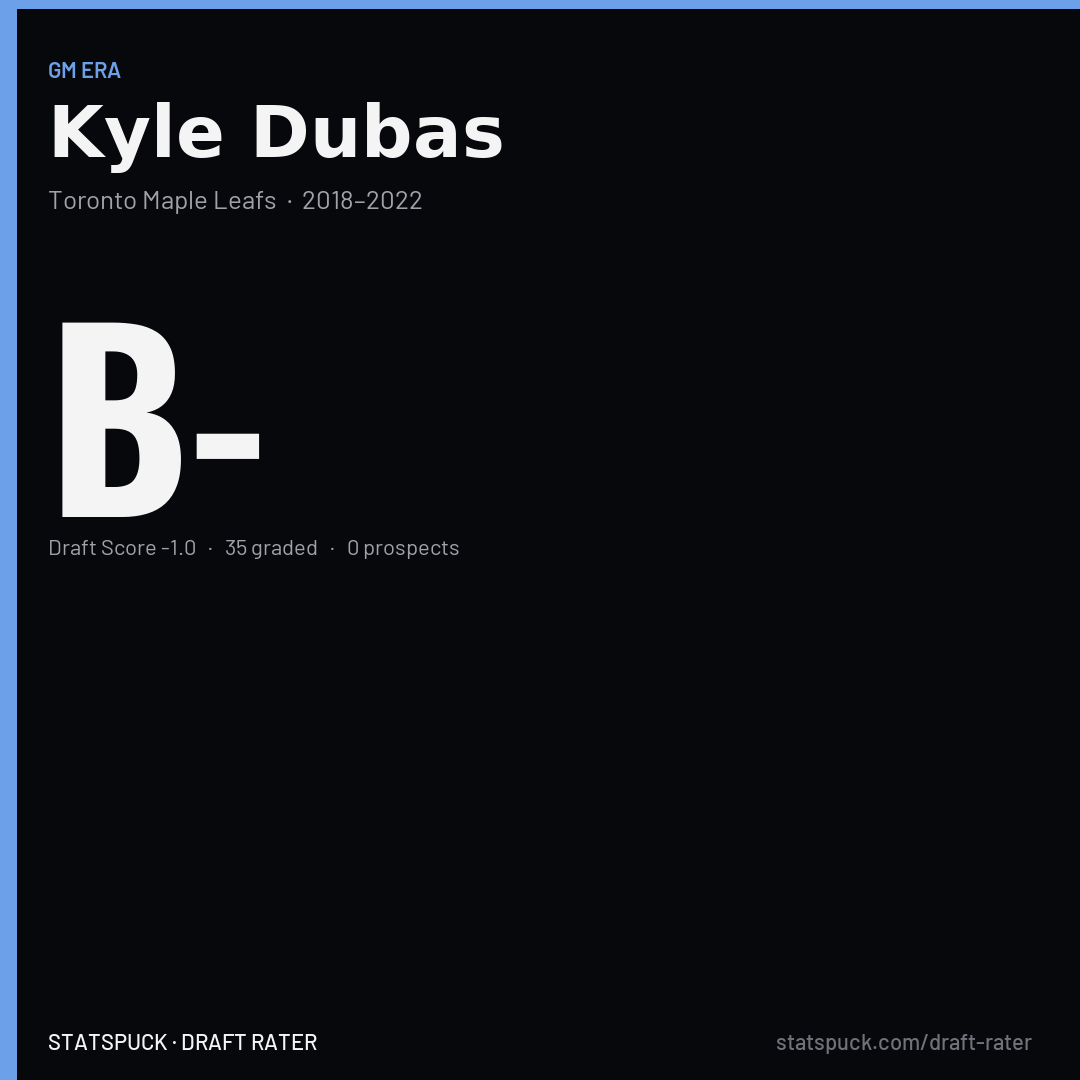 GM ERA
Kyle Dubas
Toronto Maple Leafs · 2018–2022
B-
Draft Score -1.0 · 35 graded · 0 prospects
STATSPUCK · DRAFT RATER
statspuck.com/draft-rater